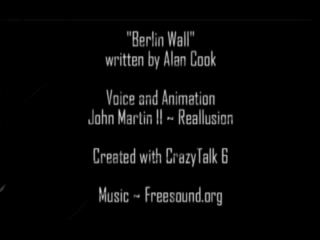 "Berlin Wall"
written by Alan Cook
Voice and Animation
John Martin II ~ Reallusion
Created with CrazyTalk 6
Music ~ Freesound.org